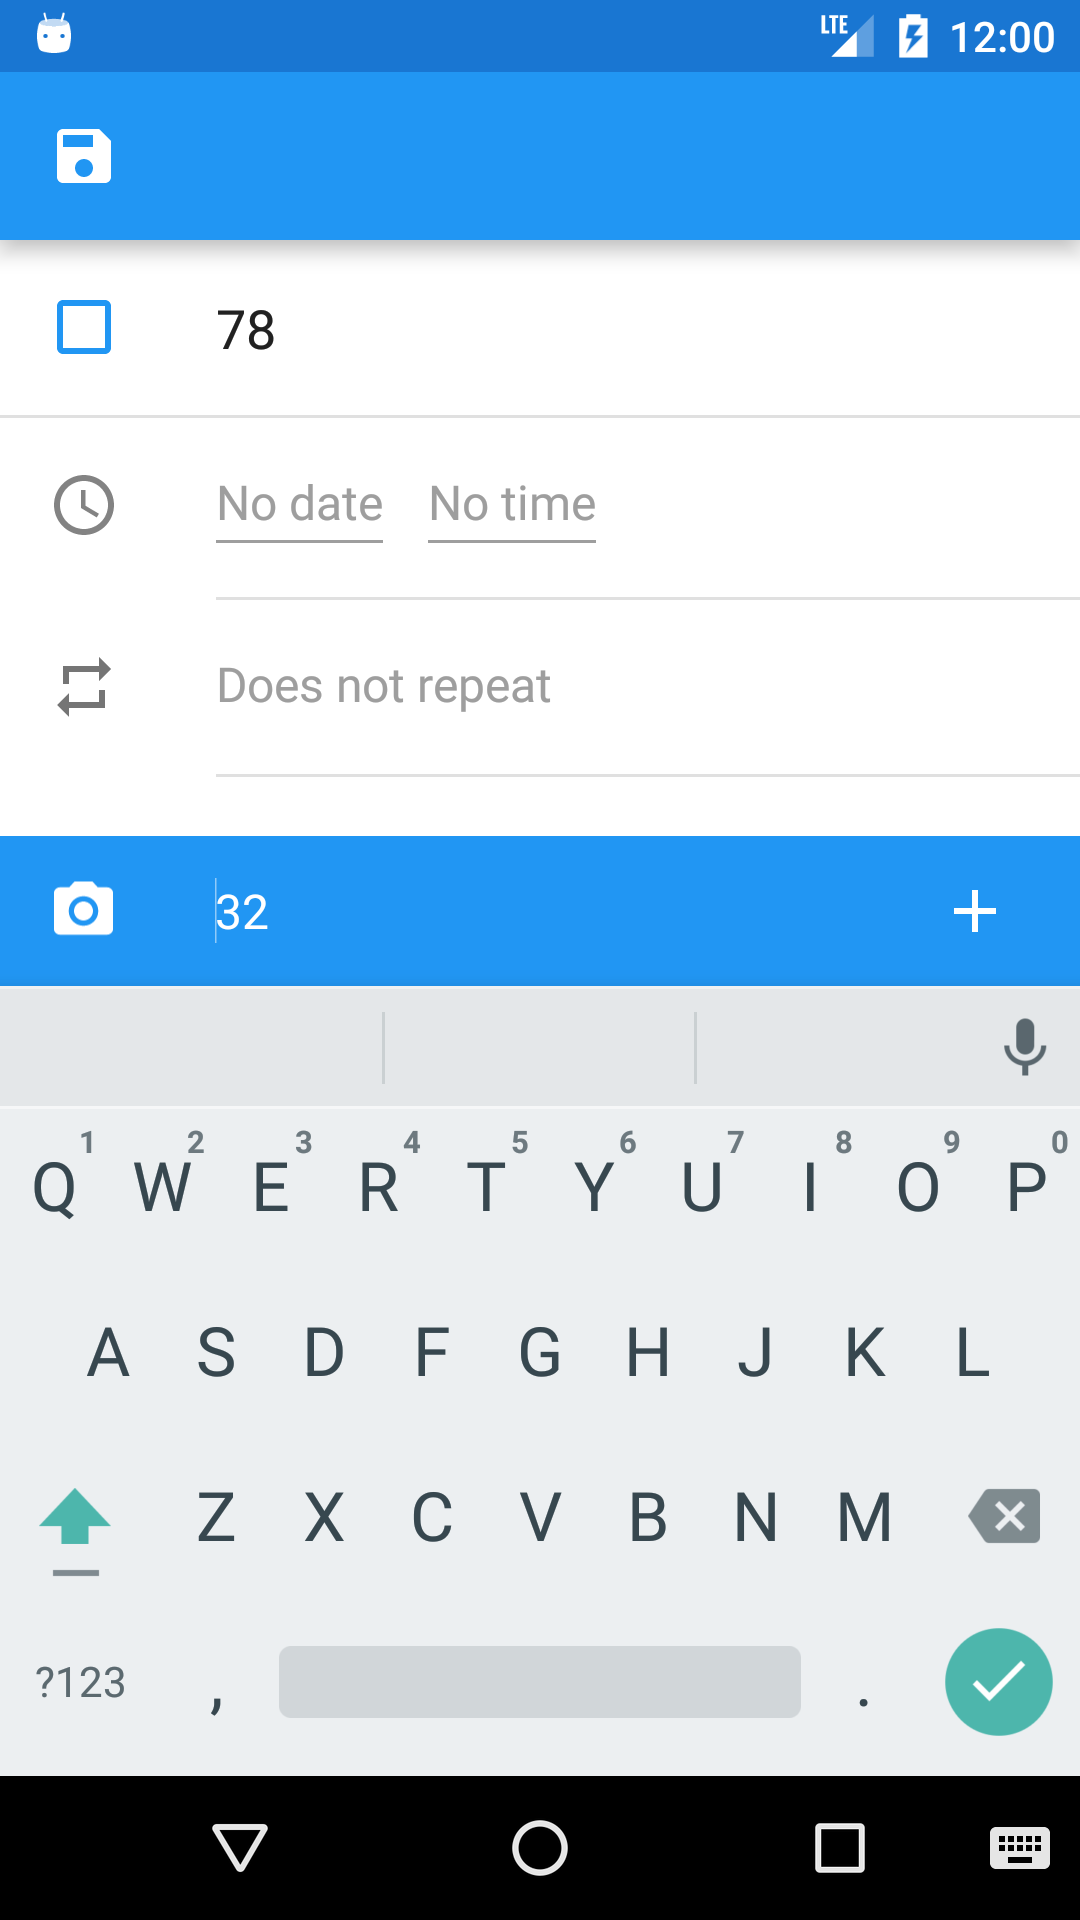 LTE 12:00
78
No date No time
Does not repeat
32
1 2 3 4 5 6 7 8 9 0
Q W E R T Y U I O P
A S D F G H J K L
Z X C V B N M
?123 , .